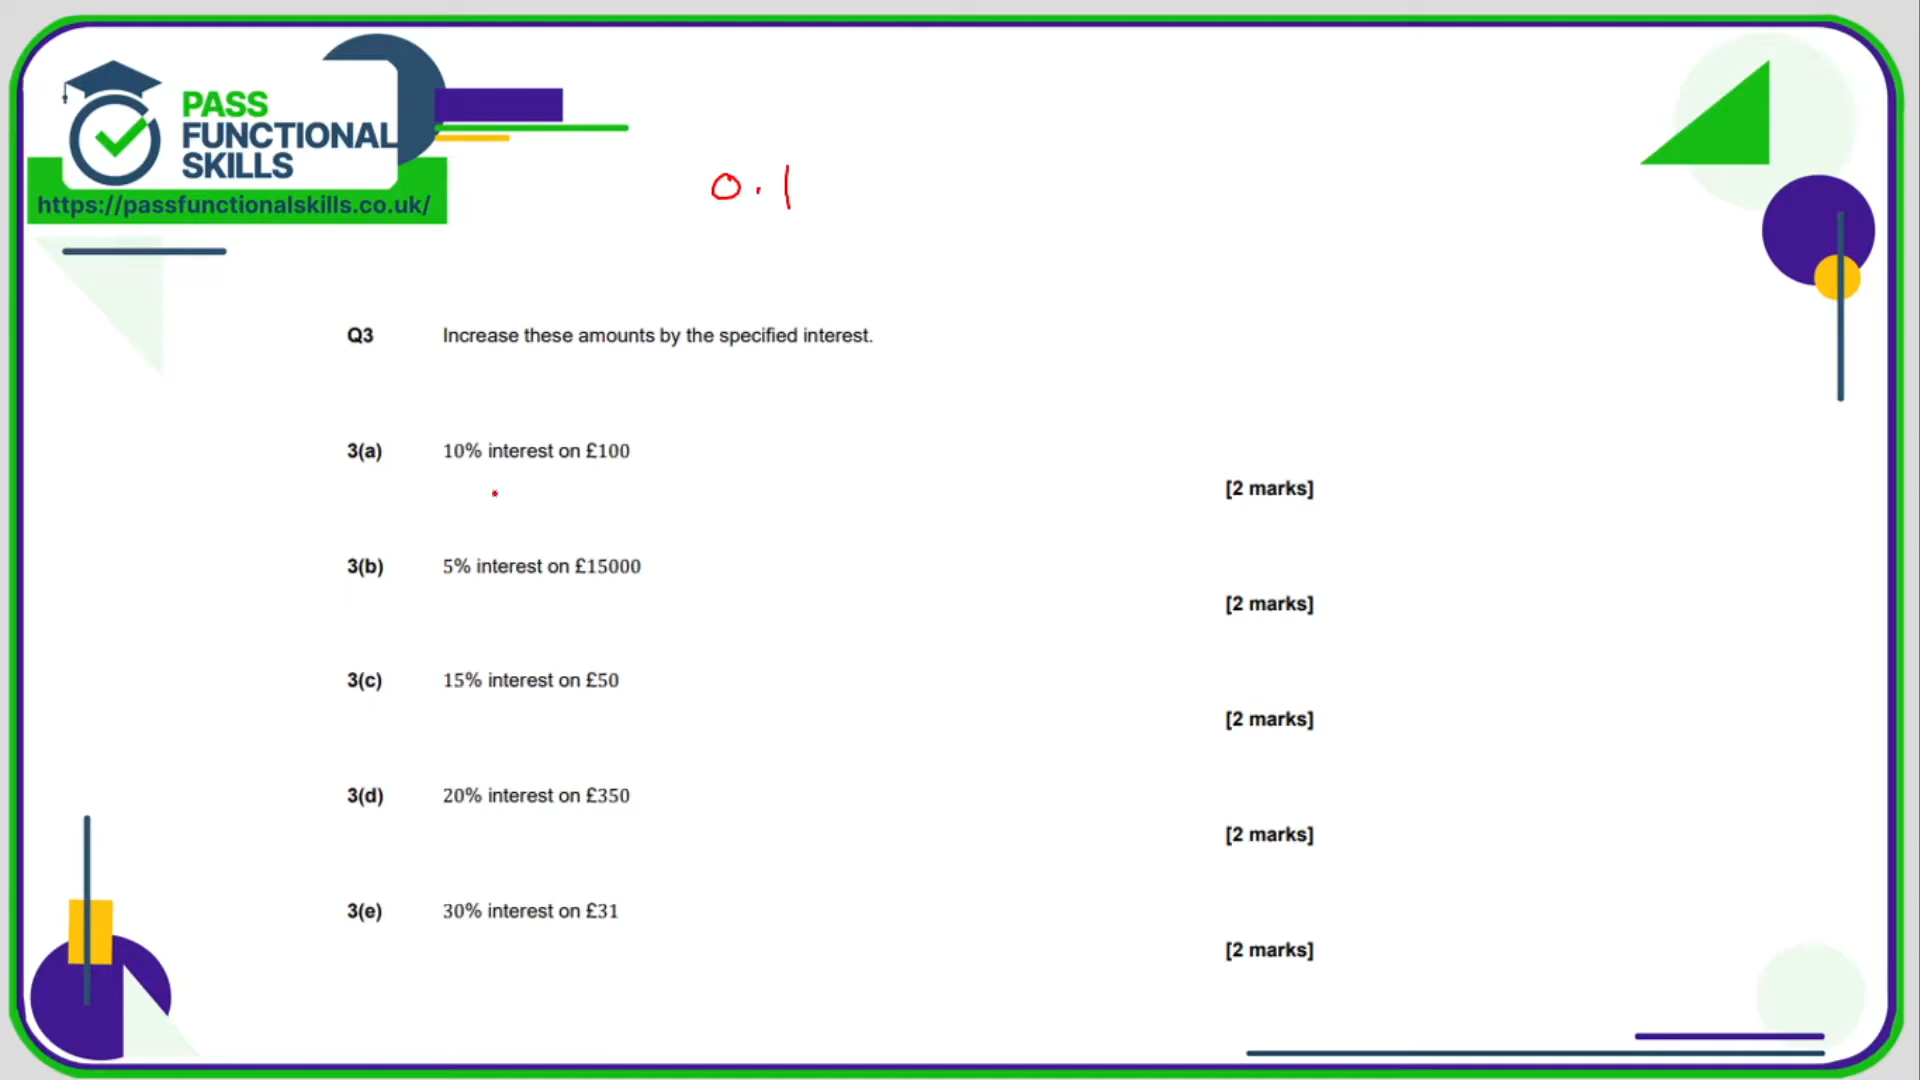 PASS
FUNCTIONAL
SKILLS
https://passfunctionalskills.co.uk/
0.1
Q3 Increase these amounts by the specified interest.
3(a) 10% interest on £100
[2 marks]
3(b) 5% interest on £15000
[2 marks]
3(c) 15% interest on £50
[2 marks]
3(d) 20% interest on £350
[2 marks]
3(e) 30% interest on £31
[2 marks]